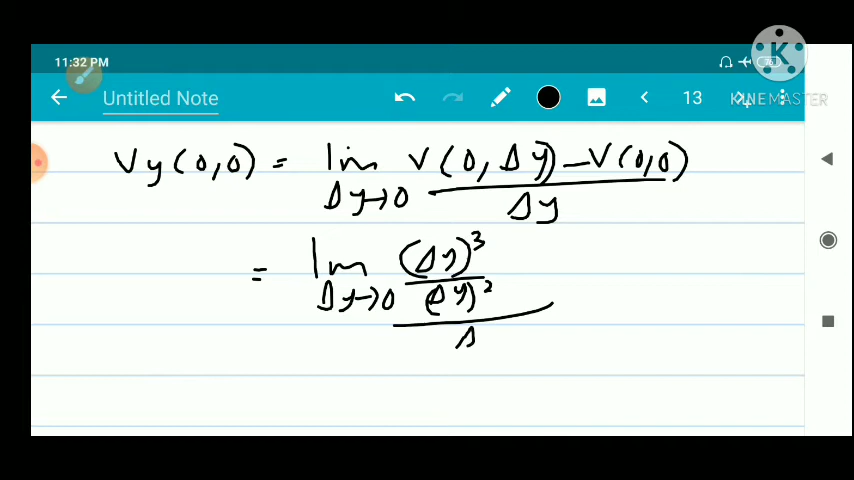 11:32 PM
Untitled Note
13
KINEMASTER
Vy(0,0) = lim V(0, Δy) – V(0,0)
Δy→0 Δy
= lim (Δy)³
Δy→0 (Δy)²
Δ